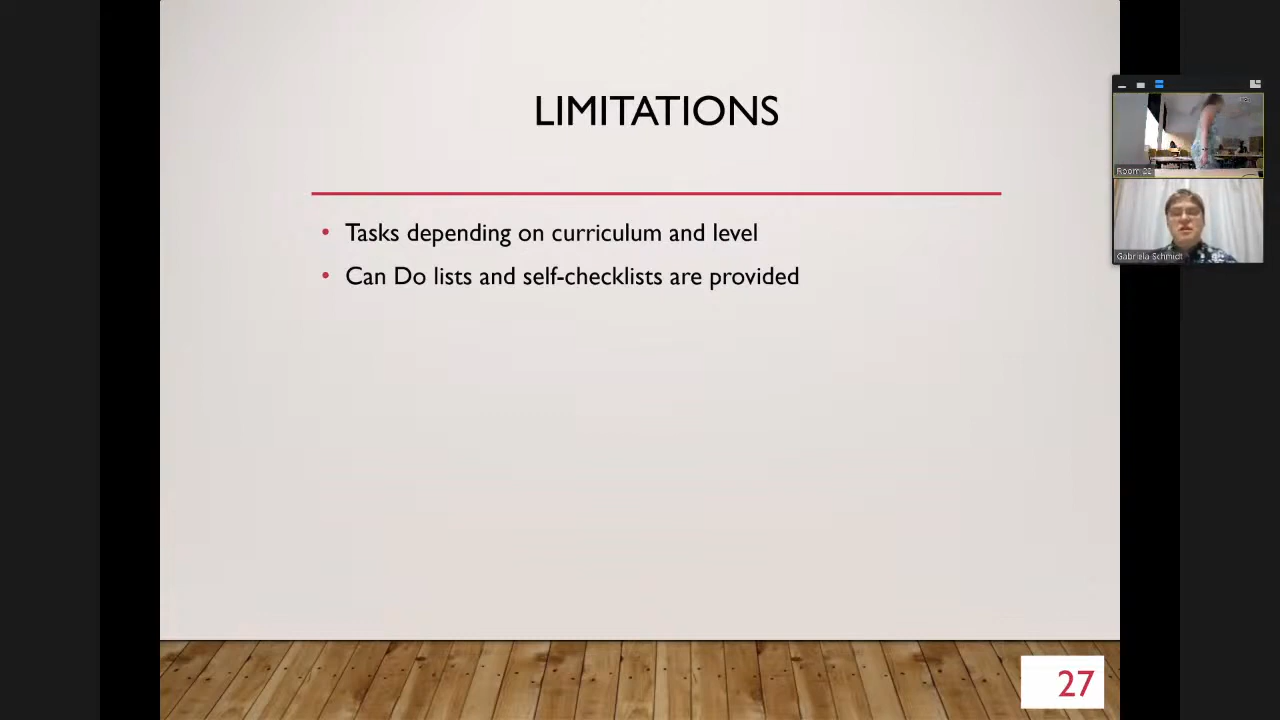 LIMITATIONS
• Tasks depending on curriculum and level
• Can Do lists and self-checklists are provided
Room 22
Gabriela Schmidt
27